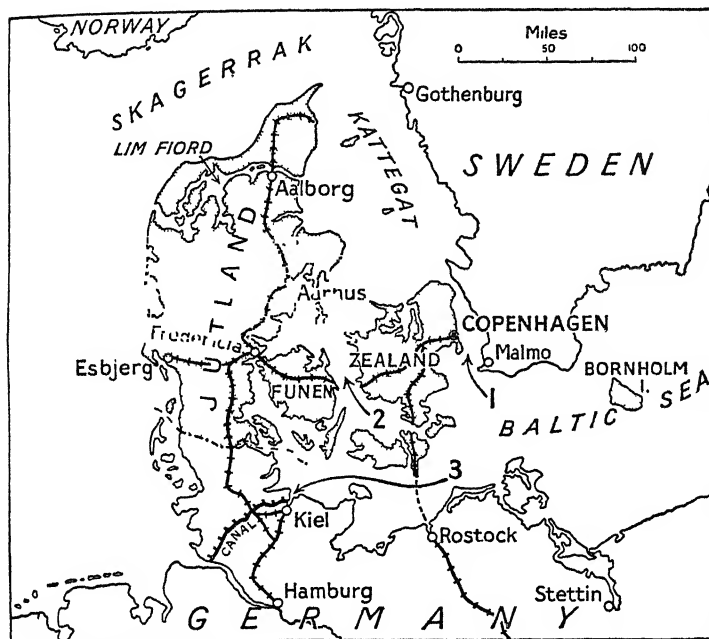 NORWAY
Miles
0 50 100
SKAGERRAK
Gothenburg
KATTEGAT
LIM FIORD
SWEDEN
Aalborg
JUTLAND
Aarhus
COPENHAGEN
Fredericia
ZEALAND
Malmo
Esbjerg
BORNHOLM
I.
FUNEN
1
2
BALTIC SEA
3
Kiel
CANAL
Rostock
Hamburg
Stettin
GERMANY